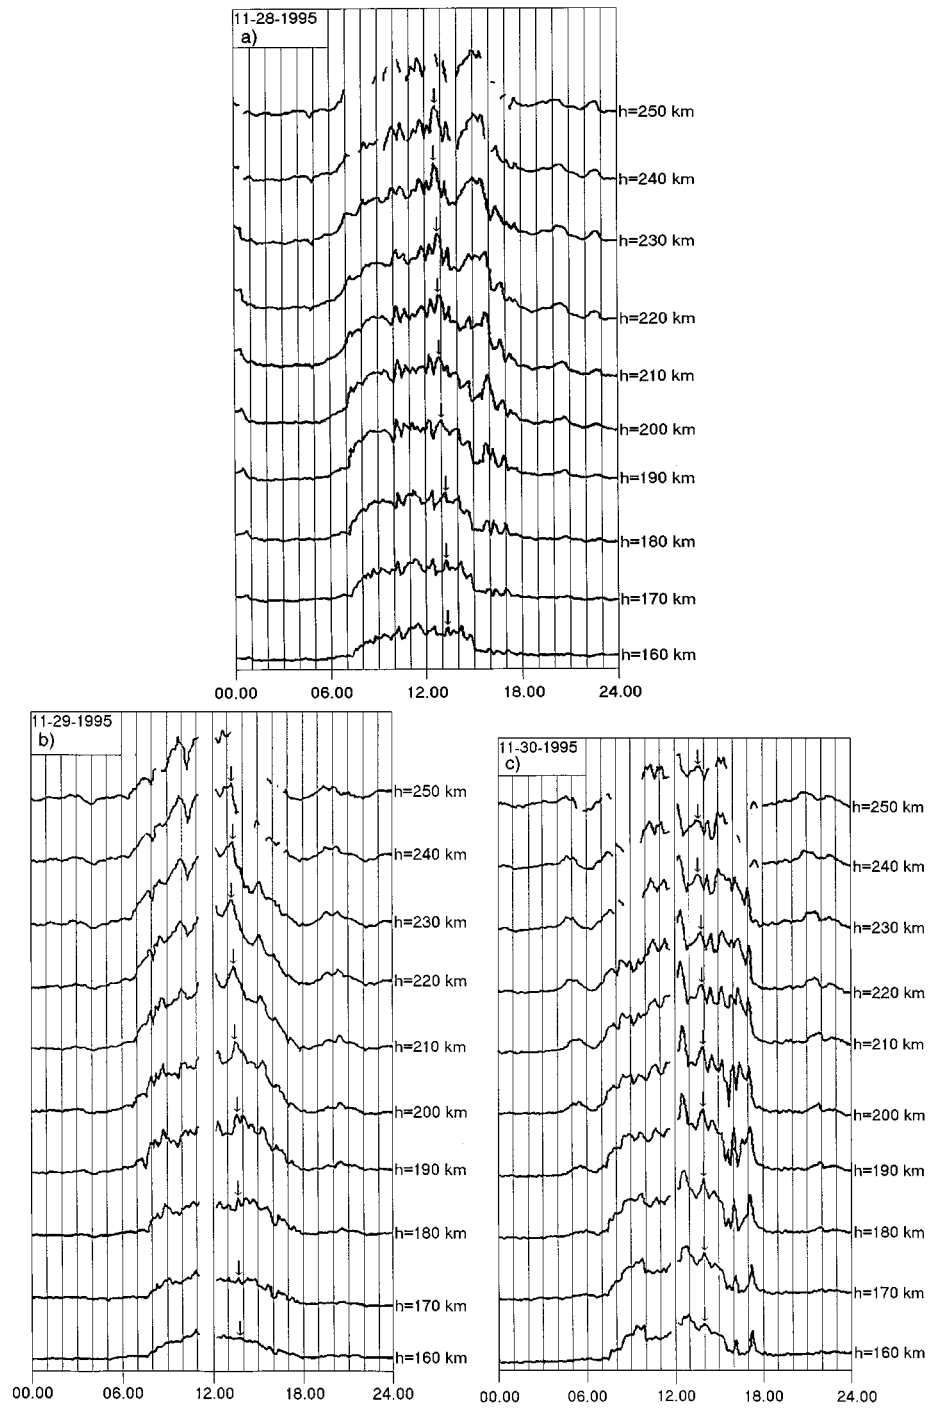 11-28-1995
a)
h=250 km
h=240 km
h=230 km
h=220 km
h=210 km
h=200 km
h=190 km
h=180 km
h=170 km
h=160 km
00.00 06.00 12.00 18.00 24.00
11-29-1995
b)
h=250 km
h=240 km
h=230 km
h=220 km
h=210 km
h=200 km
h=190 km
h=180 km
h=170 km
h=160 km
00.00 06.00 12.00 18.00 24.00
11-30-1995
c)
h=250 km
h=240 km
h=230 km
h=220 km
h=210 km
h=200 km
h=190 km
h=180 km
h=170 km
h=160 km
00.00 06.00 12.00 18.00 24.00